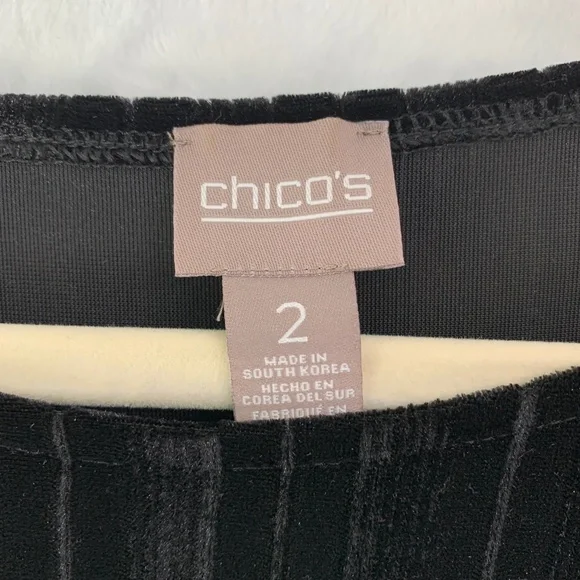 chico's
2
MADE IN
SOUTH KOREA
HECHO EN
COREA DEL SUR
FABRIQUÉ EN